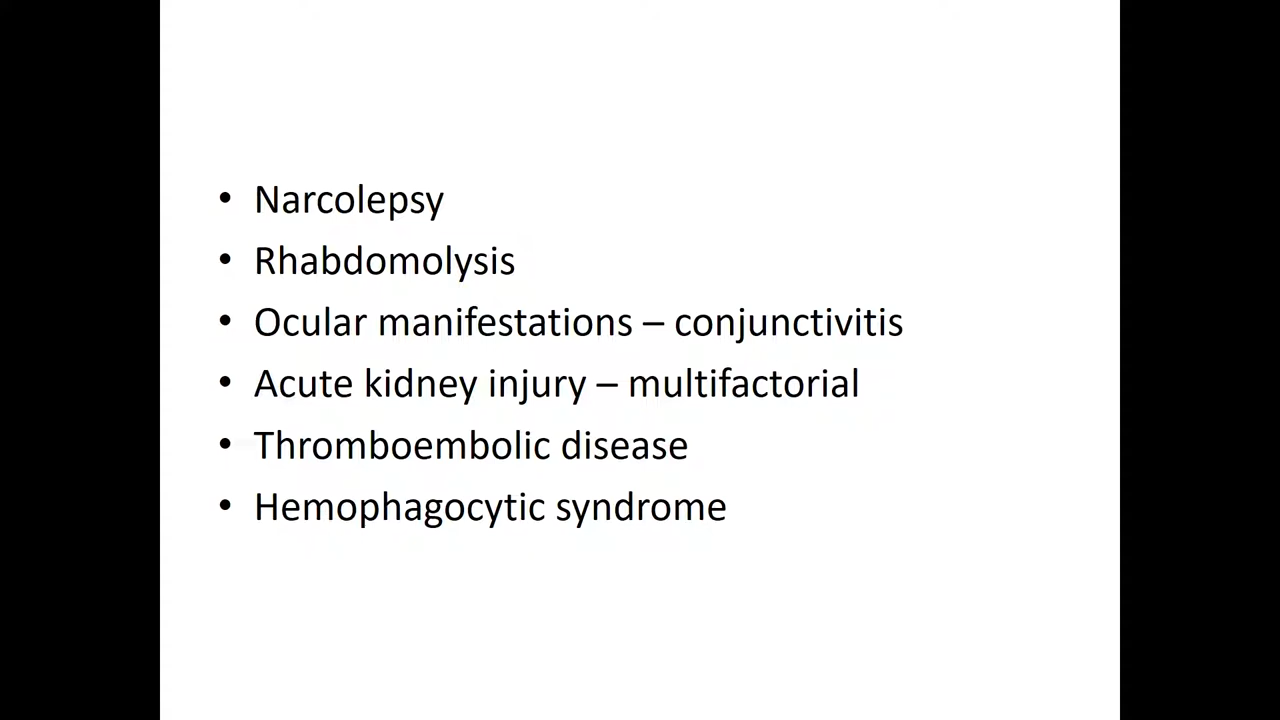 • Narcolepsy
• Rhabdomolysis
• Ocular manifestations – conjunctivitis
• Acute kidney injury – multifactorial
• Thromboembolic disease
• Hemophagocytic syndrome